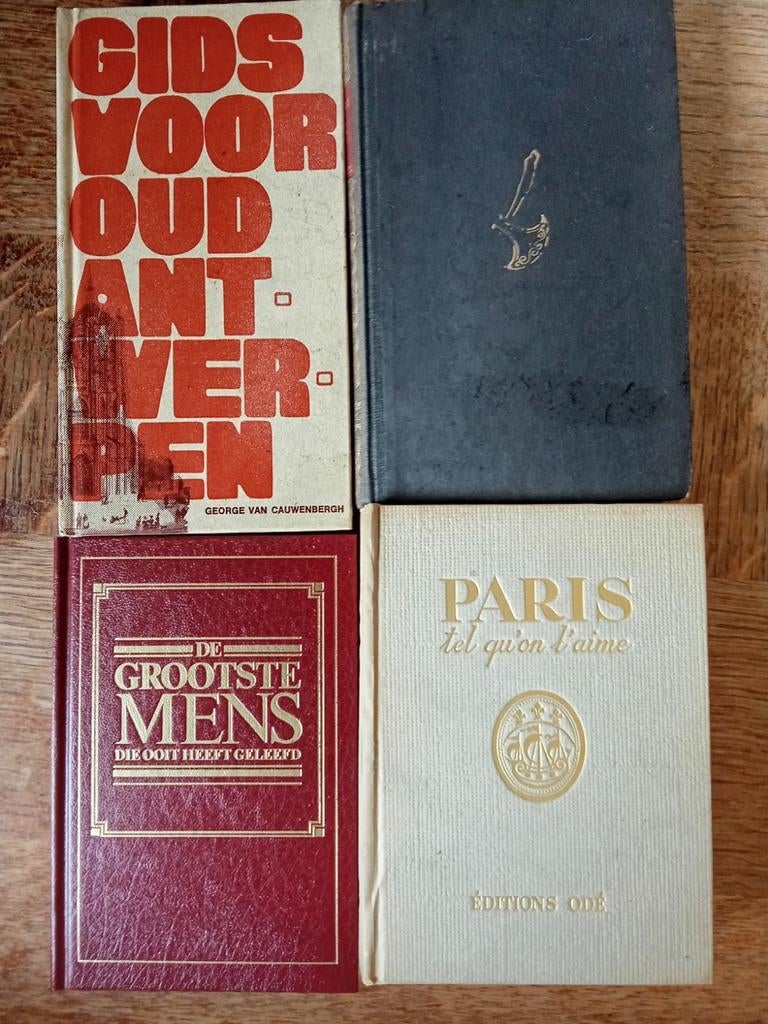 GIDS
VOOR
OUD
ANT-
WER-
PEN
GEORGE VAN CAUWENBERGH
DE
GROOTSTE
MENS
DIE OOIT HEEFT GELEEFD
PARIS
tel qu'on l'aime
ÉDITIONS ODÉ